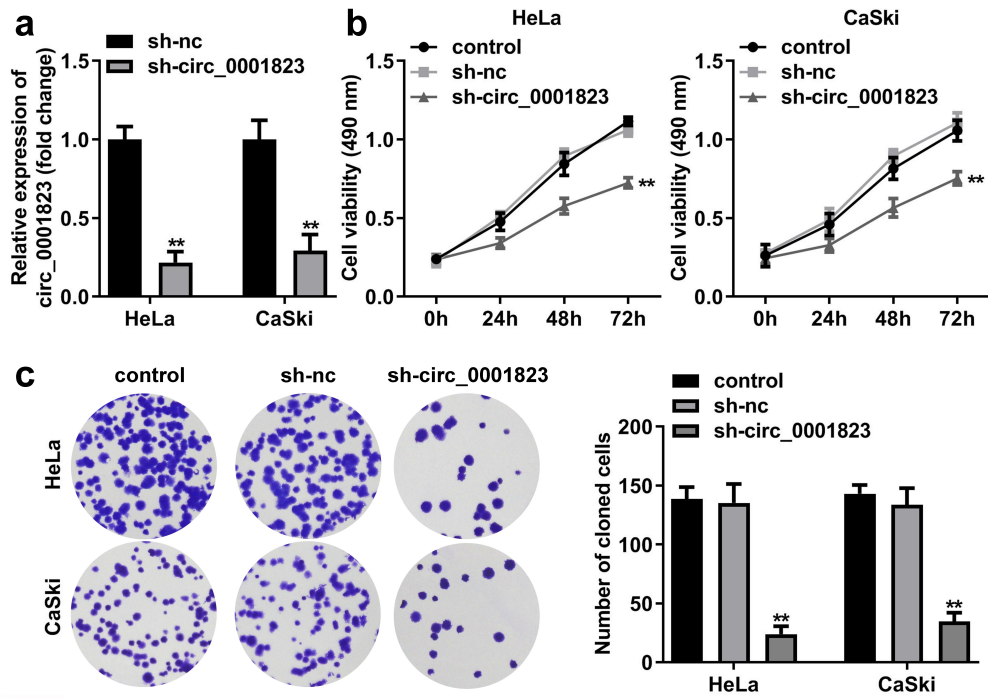 a
sh-nc
sh-circ_0001823
Relative expression of
circ_0001823 (fold change)
1.5
1.0
0.5
0.0
**
**
HeLa
CaSki
b
HeLa
control
sh-nc
sh-circ_0001823
Cell viability (490 nm)
1.5
1.0
0.5
0.0
**
0h
24h
48h
72h
CaSki
control
sh-nc
sh-circ_0001823
Cell viability (490 nm)
1.5
1.0
0.5
0.0
**
0h
24h
48h
72h
c
control
sh-nc
sh-circ_0001823
HeLa
CaSki
control
sh-nc
sh-circ_0001823
Number of cloned cells
200
150
100
50
0
**
**
HeLa
CaSki